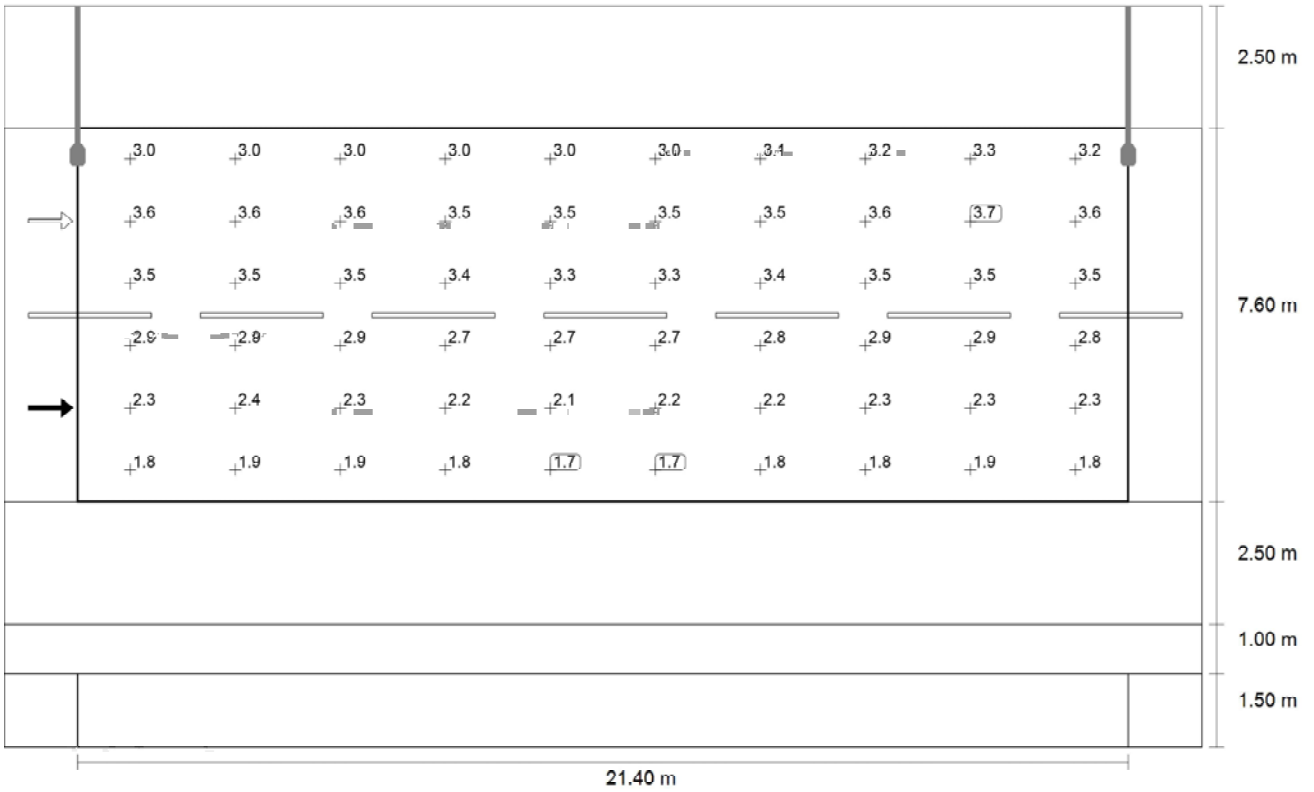 2.50 m
3.0 3.0 3.0 3.0 3.0 3.0 3.1 3.2 3.3 3.2
3.6 3.6 3.6 3.5 3.5 3.5 3.5 3.6 3.7 3.6
3.5 3.5 3.5 3.4 3.3 3.3 3.4 3.5 3.5 3.5
7.60 m
2.9 2.9 2.9 2.7 2.7 2.7 2.8 2.9 2.9 2.8
2.3 2.4 2.3 2.2 2.1 2.2 2.2 2.3 2.3 2.3
1.8 1.9 1.9 1.8 1.7 1.7 1.8 1.8 1.9 1.8
2.50 m
1.00 m
1.50 m
21.40 m